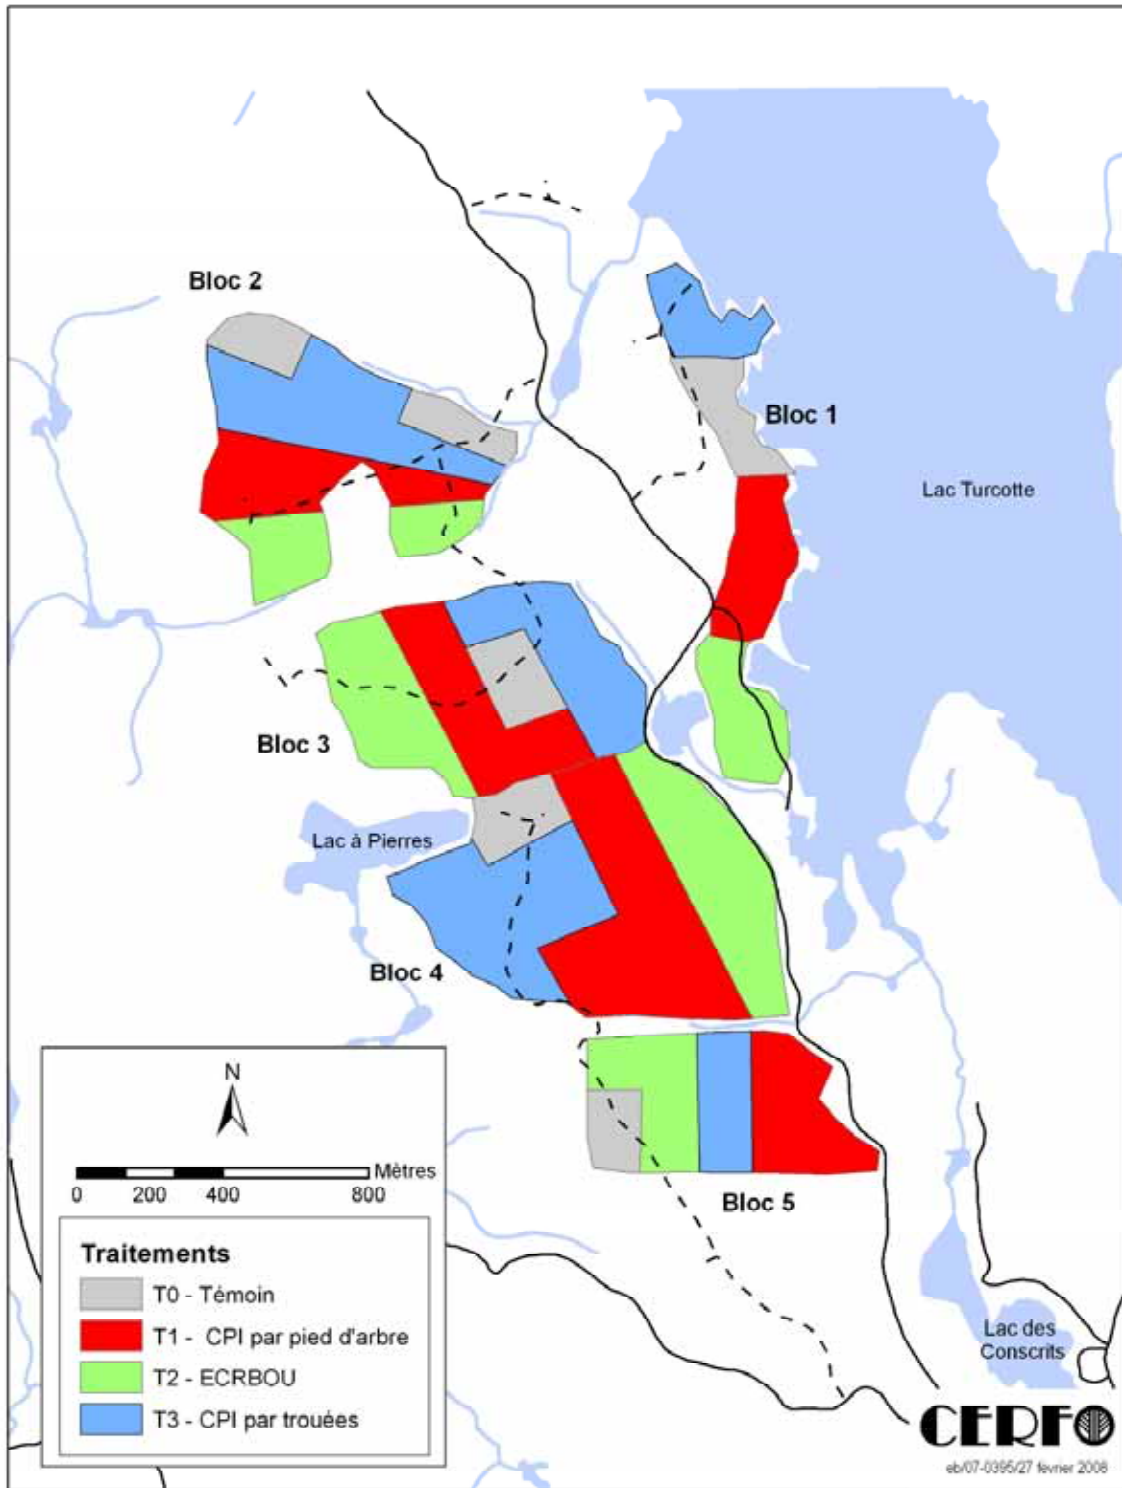 Bloc 2
Bloc 1
Lac Turcotte
Bloc 3
Lac à Pierres
Bloc 4
N
Mètres
0 200 400 800
Bloc 5
Traitements
T0 - Témoin
T1 - CPI par pied d'arbre
T2 - ECRBOU
T3 - CPI par trouées
Lac des
Conscrits
CERFO
eb/07-0395/27 février 2008